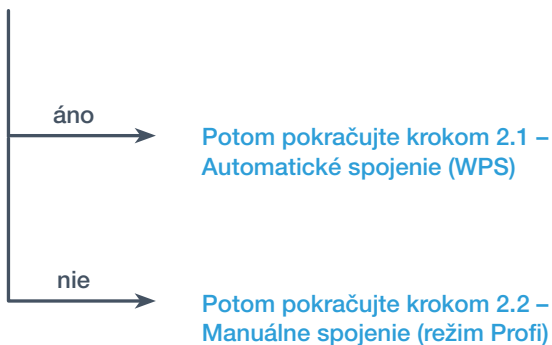 áno
Potom pokračujte krokom 2.1 –
Automatické spojenie (WPS)
nie
Potom pokračujte krokom 2.2 –
Manuálne spojenie (režim Profi)